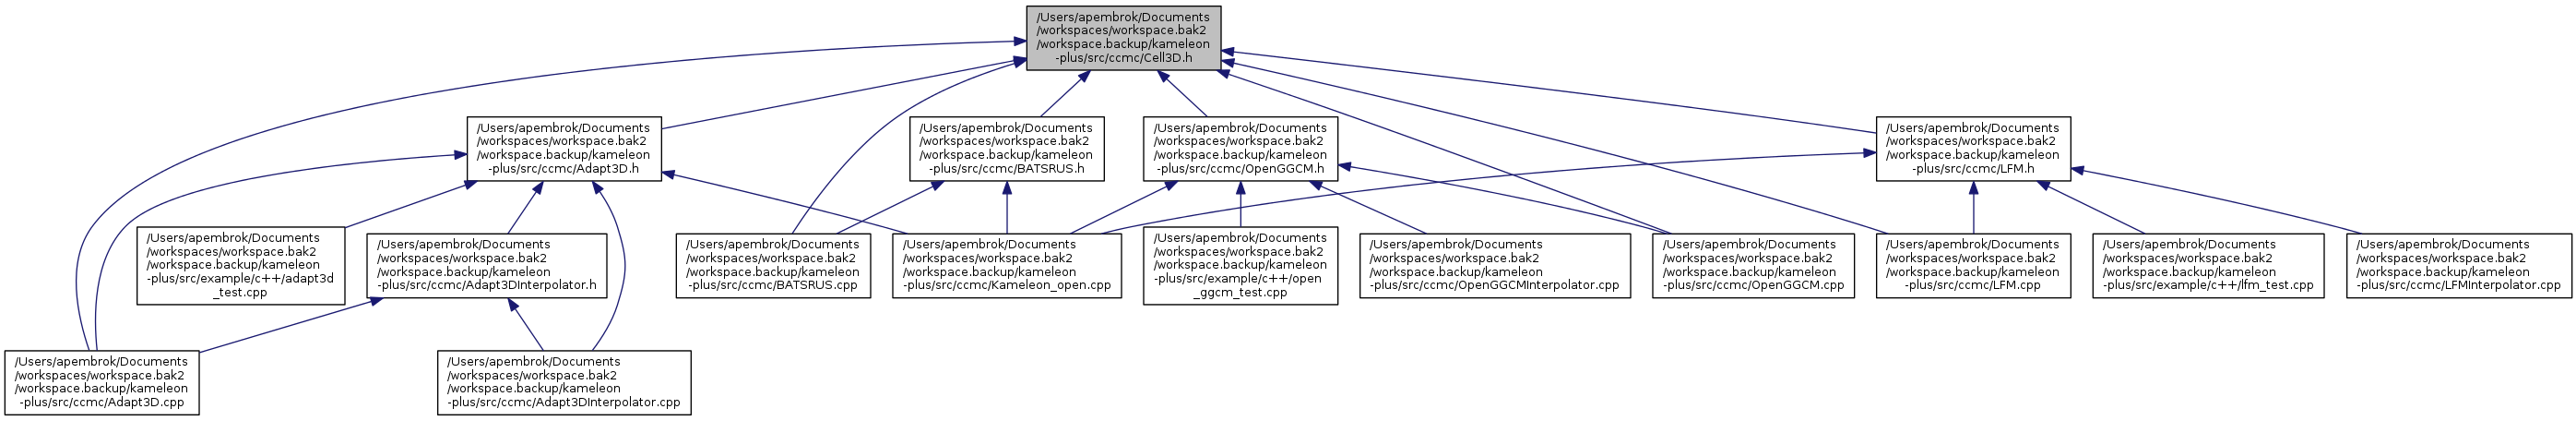 /Users/apembrok/Documents
/workspaces/workspace.bak2
/workspace.backup/kameleon
-plus/src/ccmc/Cell3D.h
/Users/apembrok/Documents
/workspaces/workspace.bak2
/workspace.backup/kameleon
-plus/src/ccmc/Adapt3D.h
/Users/apembrok/Documents
/workspaces/workspace.bak2
/workspace.backup/kameleon
-plus/src/ccmc/BATSRUS.h
/Users/apembrok/Documents
/workspaces/workspace.bak2
/workspace.backup/kameleon
-plus/src/ccmc/OpenGGCM.h
/Users/apembrok/Documents
/workspaces/workspace.bak2
/workspace.backup/kameleon
-plus/src/ccmc/LFM.h
/Users/apembrok/Documents
/workspaces/workspace.bak2
/workspace.backup/kameleon
-plus/src/example/c++/adapt3d
_test.cpp
/Users/apembrok/Documents
/workspaces/workspace.bak2
/workspace.backup/kameleon
-plus/src/ccmc/Adapt3DInterpolator.h
/Users/apembrok/Documents
/workspaces/workspace.bak2
/workspace.backup/kameleon
-plus/src/ccmc/BATSRUS.cpp
/Users/apembrok/Documents
/workspaces/workspace.bak2
/workspace.backup/kameleon
-plus/src/ccmc/Kameleon_open.cpp
/Users/apembrok/Documents
/workspaces/workspace.bak2
/workspace.backup/kameleon
-plus/src/example/c++/open
_ggcm_test.cpp
/Users/apembrok/Documents
/workspaces/workspace.bak2
/workspace.backup/kameleon
-plus/src/ccmc/OpenGGCMInterpolator.cpp
/Users/apembrok/Documents
/workspaces/workspace.bak2
/workspace.backup/kameleon
-plus/src/ccmc/OpenGGCM.cpp
/Users/apembrok/Documents
/workspaces/workspace.bak2
/workspace.backup/kameleon
-plus/src/ccmc/LFM.cpp
/Users/apembrok/Documents
/workspaces/workspace.bak2
/workspace.backup/kameleon
-plus/src/example/c++/lfm_test.cpp
/Users/apembrok/Documents
/workspaces/workspace.bak2
/workspace.backup/kameleon
-plus/src/ccmc/LFMInterpolator.cpp
/Users/apembrok/Documents
/workspaces/workspace.bak2
/workspace.backup/kameleon
-plus/src/ccmc/Adapt3D.cpp
/Users/apembrok/Documents
/workspaces/workspace.bak2
/workspace.backup/kameleon
-plus/src/ccmc/Adapt3DInterpolator.cpp